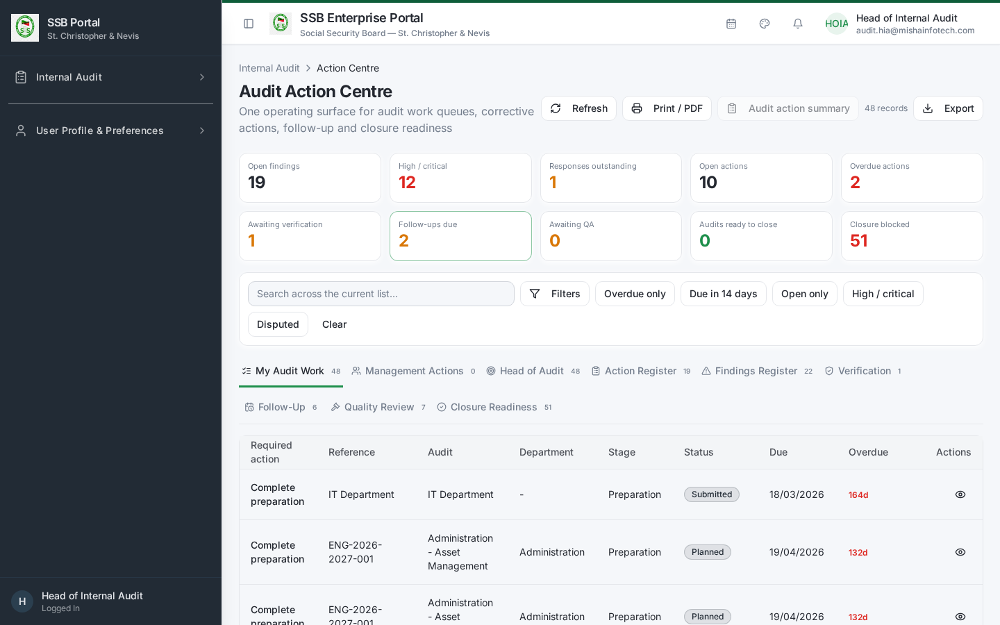 SSB Portal
St. Christopher & Nevis
Internal Audit
User Profile & Preferences
H
Head of Internal Audit
Logged In
SSB Enterprise Portal
Social Security Board — St. Christopher & Nevis
HOIA
Head of Internal Audit
audit.hia@mishainfotech.com
Internal Audit > Action Centre
Audit Action Centre
One operating surface for audit work queues, corrective
actions, follow-up and closure readiness
Refresh
Print / PDF
Audit action summary
48 records
Export
Open findings
19
High / critical
12
Responses outstanding
1
Open actions
10
Overdue actions
2
Awaiting verification
1
Follow-ups due
2
Awaiting QA
0
Audits ready to close
0
Closure blocked
51
Search across the current list...
Filters
Overdue only
Due in 14 days
Open only
High / critical
Disputed
Clear
My Audit Work 48
Management Actions 0
Head of Audit 48
Action Register 19
Findings Register 22
Verification 1
Follow-Up 6
Quality Review 7
Closure Readiness 51
Required
action
Reference
Audit
Department
Stage
Status
Due
Overdue
Actions
Complete
preparation
IT Department
IT Department
-
Preparation
Submitted
18/03/2026
164d
Complete
preparation
ENG-2026-
2027-001
Administration
- Asset
Management
Administration
Preparation
Planned
19/04/2026
132d
Complete
preparation
ENG-2026-
2027-001
Administration
- Asset
Administration
Preparation
Planned
19/04/2026
132d